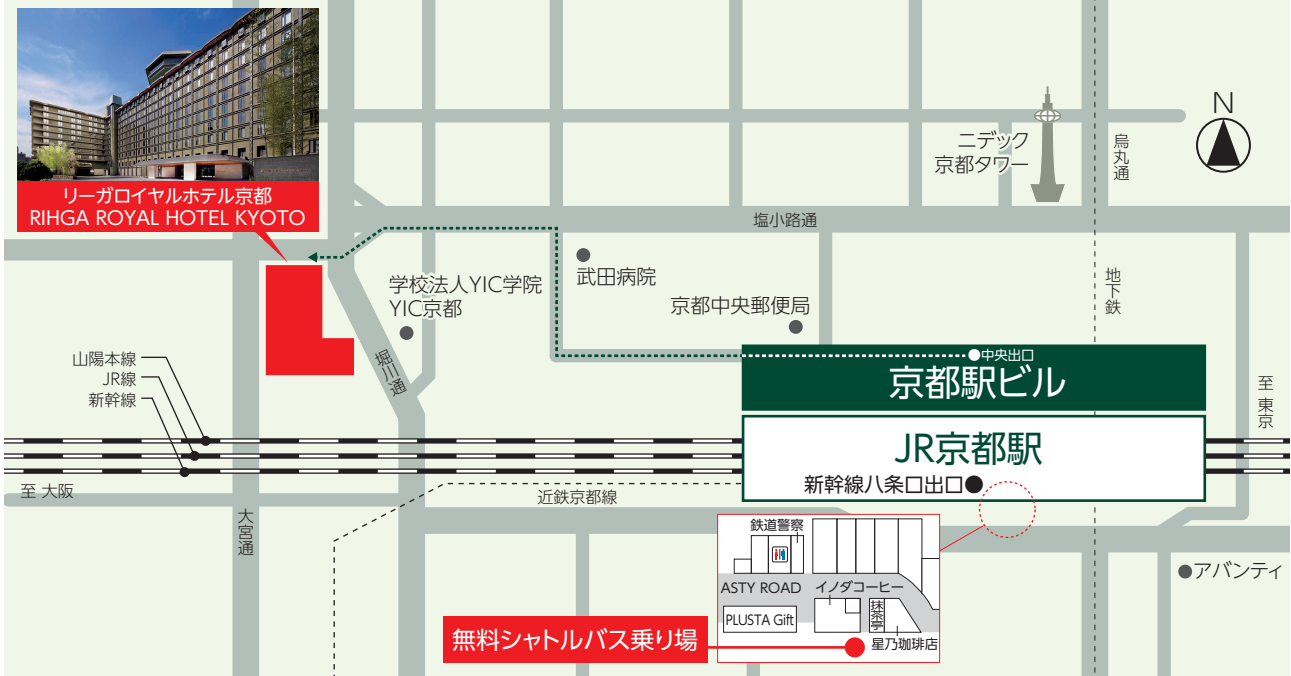 リーガロイヤルホテル京都
RIHGA ROYAL HOTEL KYOTO
ニデック
京都タワー
烏丸通
N
塩小路通
武田病院
学校法人YIC学院
YIC京都
京都中央郵便局
地下鉄
堀川通
山陽本線
JR線
新幹線
中央出口
京都駅ビル
至 東京
JR京都駅
新幹線八条口出口
至 大阪
近鉄京都線
大宮通
鉄道警察
ASTY ROAD
イノダコーヒー
PLUSTA Gift
抹茶亭
星乃珈琲店
アバンティ
無料シャトルバス乗り場